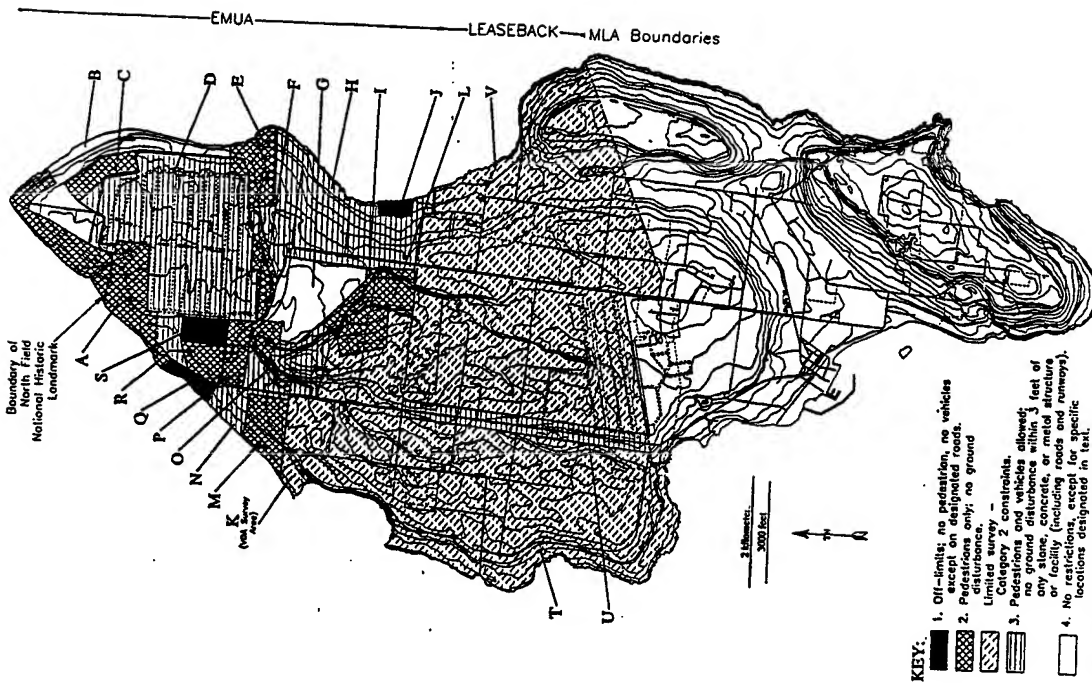 EMUA
LEASEBACK
MLA Boundaries
Boundary of
North Field
National Historic
Landmark
B
C
D
E
F
G
H
I
J
L
V
A
S
R
Q
P
O
N
M
K
(VOA Survey
Area)
T
U
2 kilometers
3000 feet
TN
N
KEY:
1. Off-limits; no pedestrian, no vehicles
except on designated roads.
2. Pedestrians only; no ground
disturbance.
Limited survey -
Category 2 constraints.
3. Pedestrians and vehicles allowed;
no ground disturbance within 3 feet of
any stone, concrete, or metal structure
or facility (including roads and runways).
4. No restrictions, except for specific
locations designated in text.